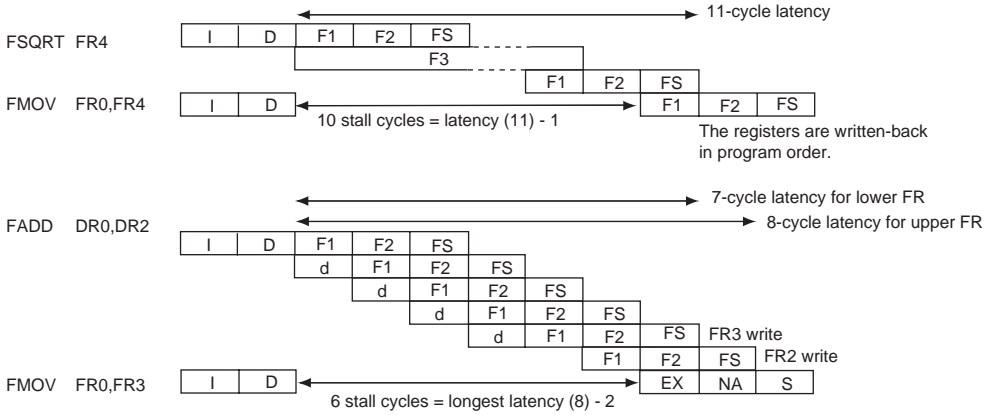 11-cycle latency
FSQRT FR4 I D F1 F2 FS
F3
F1 F2 FS
FMOV FR0,FR4 I D F1 F2 FS
10 stall cycles = latency (11) - 1
The registers are written-back
in program order.
7-cycle latency for lower FR
8-cycle latency for upper FR
FADD DR0,DR2
I D F1 F2 FS
d F1 F2 FS
d F1 F2 FS
d F1 F2 FS
d F1 F2 FS FR3 write
F1 F2 FS FR2 write
FMOV FR0,FR3 I D EX NA S
6 stall cycles = longest latency (8) - 2